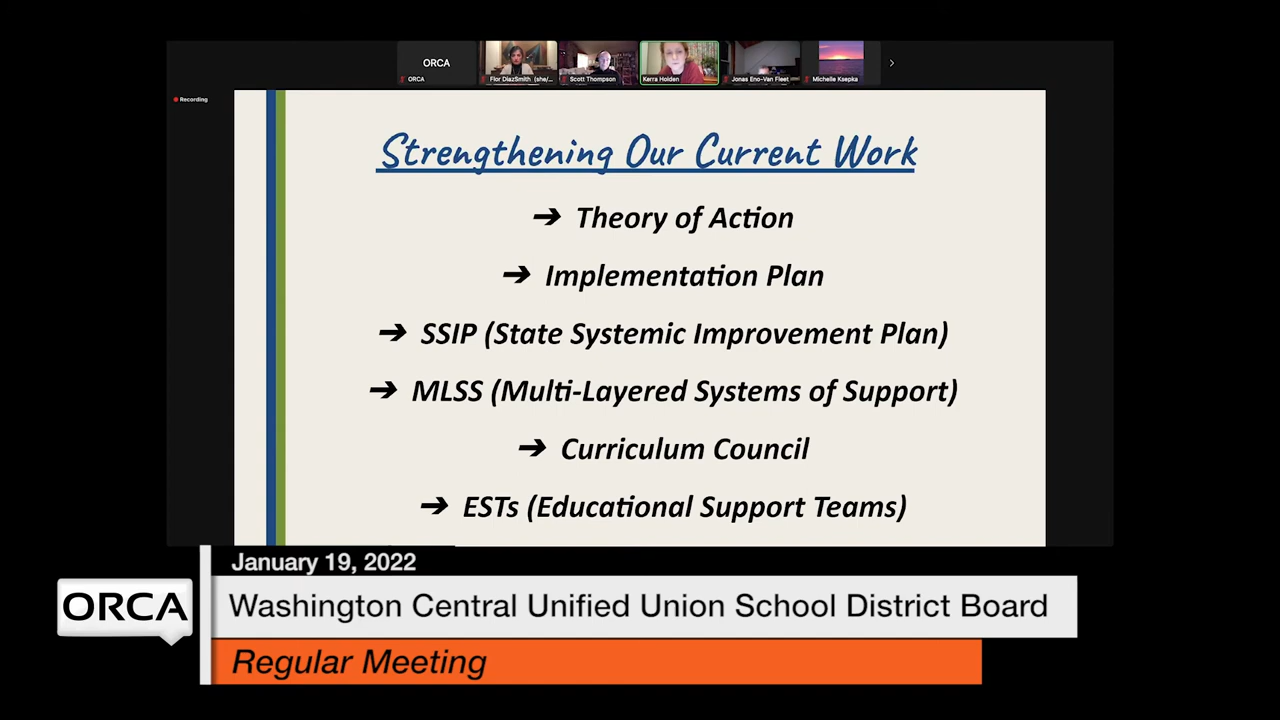 ORCA
ORCA
Flor DiazSmith (she/...
Scott Thompson
Kerra Holden
Jonas Eno-Van Fleet
Michelle Ksepka
Recording
Strengthening Our Current Work
➔ Theory of Action
➔ Implementation Plan
➔ SSIP (State Systemic Improvement Plan)
➔ MLSS (Multi-Layered Systems of Support)
➔ Curriculum Council
➔ ESTs (Educational Support Teams)
January 19, 2022
ORCA
Washington Central Unified Union School District Board
Regular Meeting